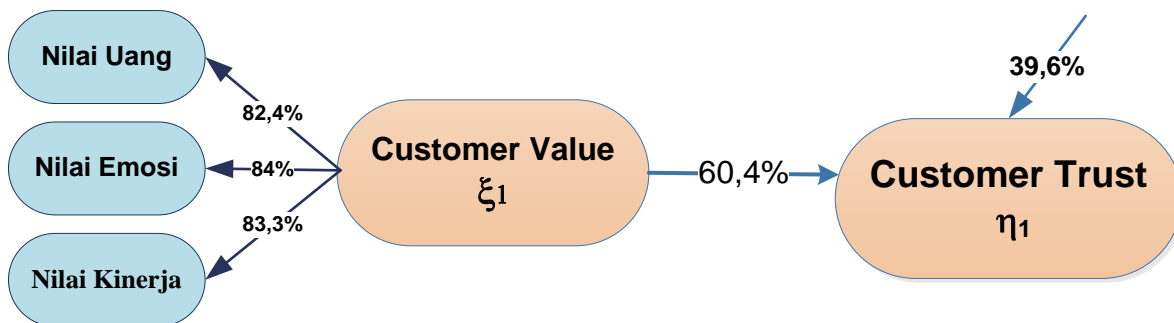 Nilai Uang
39,6%
82,4%
Customer Value
ξ1
Nilai Emosi
84%
60,4%
Customer Trust
η1
83,3%
Nilai Kinerja